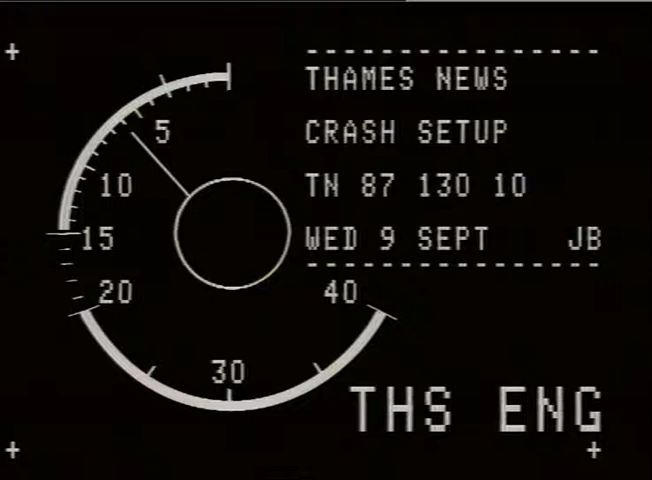 THAMES NEWS
CRASH SETUP
TN 87 130 10
WED 9 SEPT JB
5
10
15
20
30
40
THS ENG